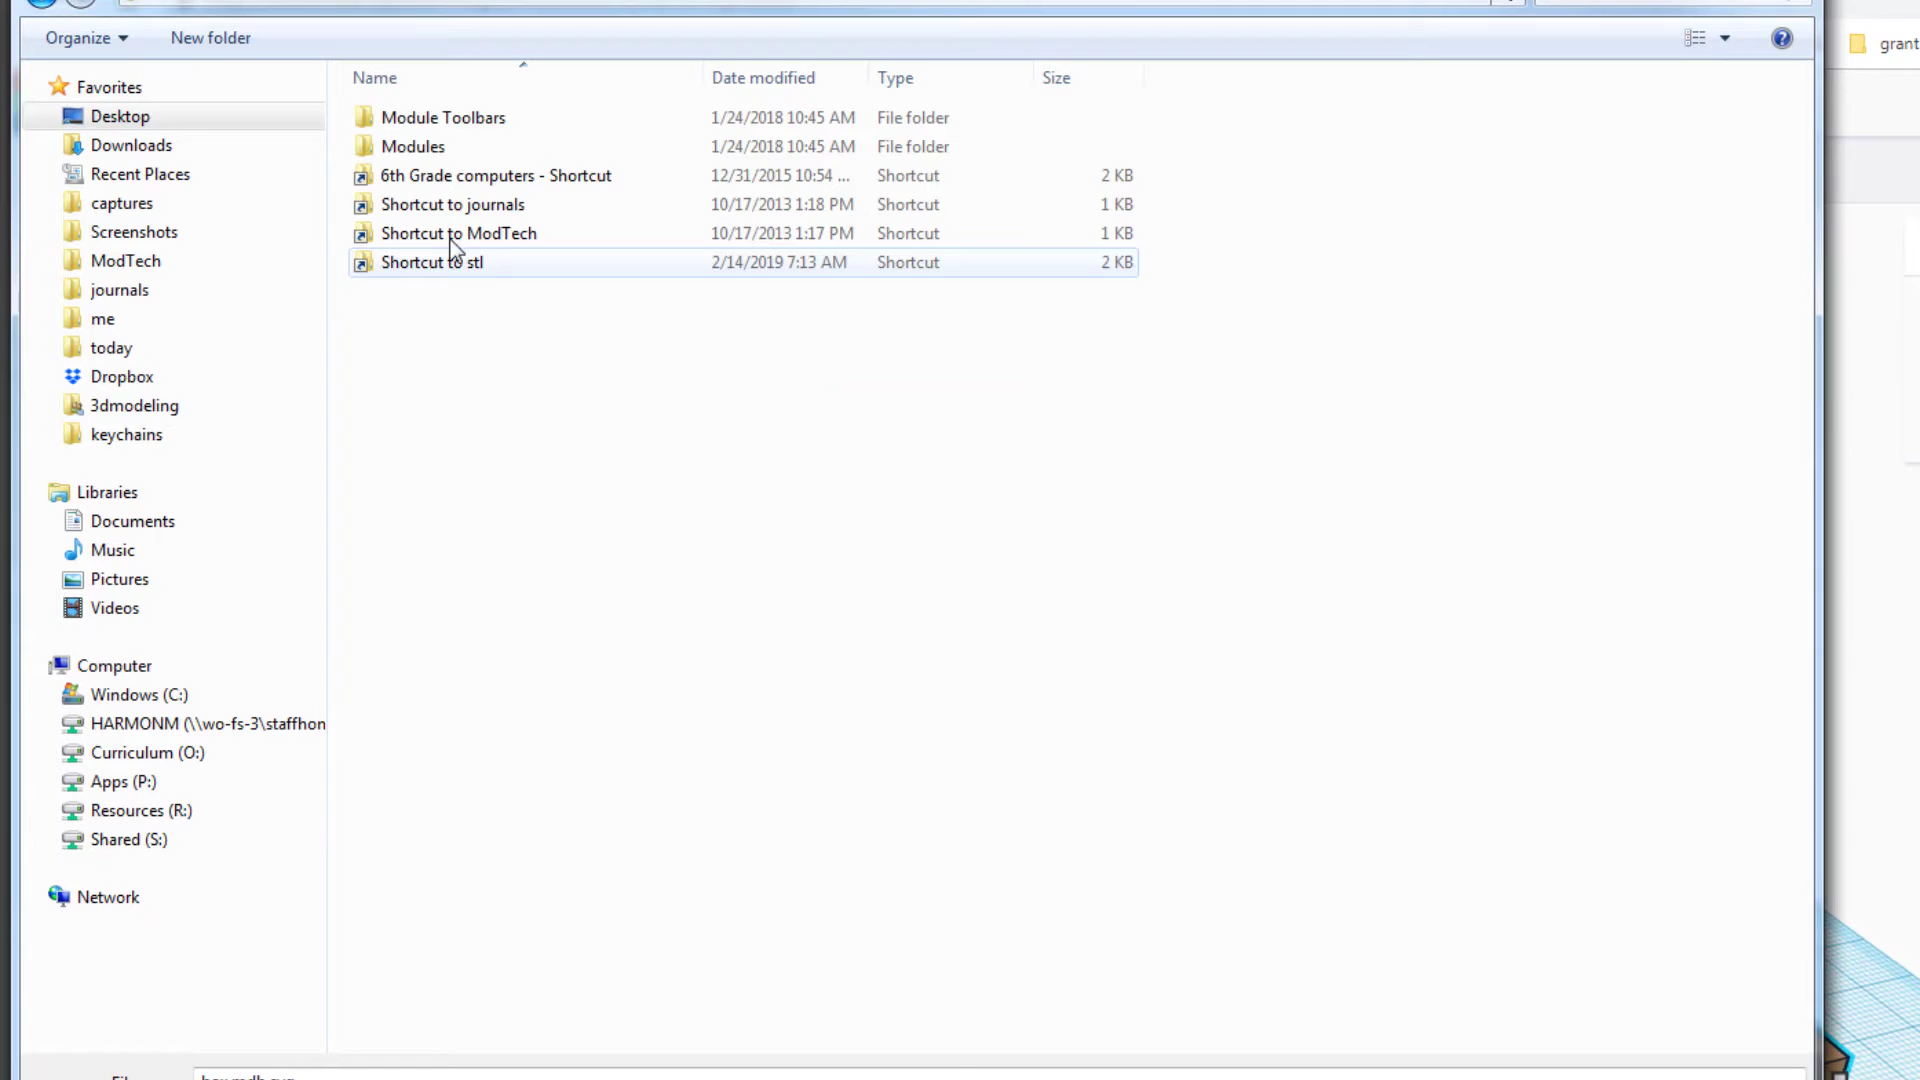 Organize New folder
grant
Favorites
Desktop
Downloads
Recent Places
captures
Screenshots
ModTech
journals
me
today
Dropbox
3dmodeling
keychains
Libraries
Documents
Music
Pictures
Videos
Computer
Windows (C:)
HARMONM (\\wo-fs-3\staffhon
Curriculum (O:)
Apps (P:)
Resources (R:)
Shared (S:)
Network
Name Date modified Type Size
Module Toolbars 1/24/2018 10:45 AM File folder
Modules 1/24/2018 10:45 AM File folder
6th Grade computers - Shortcut 12/31/2015 10:54 ... Shortcut 2 KB
Shortcut to journals 10/17/2013 1:18 PM Shortcut 1 KB
Shortcut to ModTech 10/17/2013 1:17 PM Shortcut 1 KB
Shortcut to stl 2/14/2019 7:13 AM Shortcut 2 KB